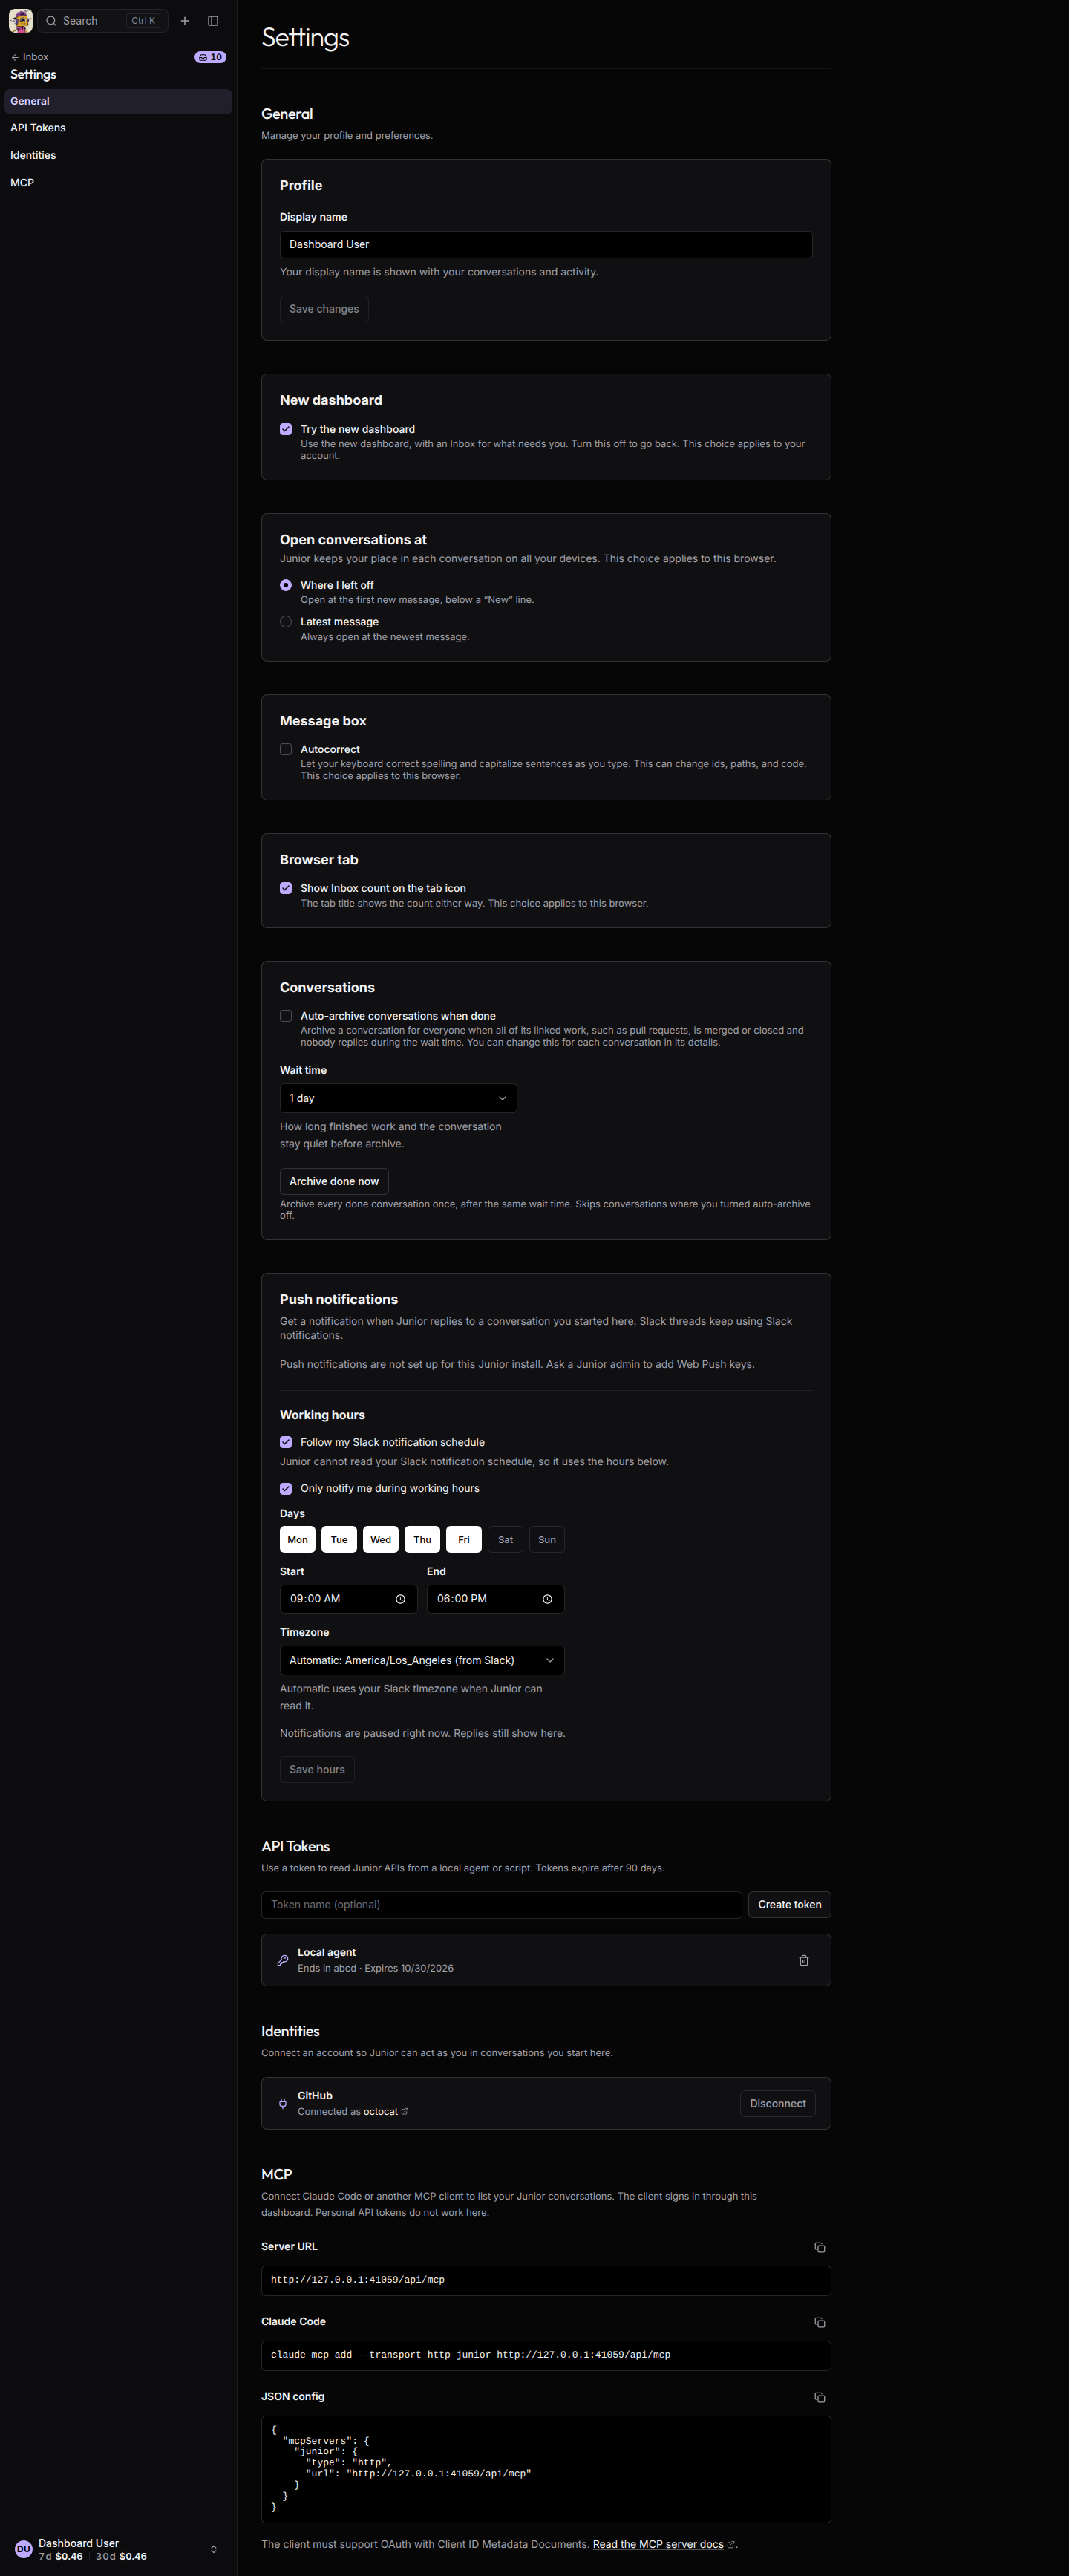 Search
Ctrl K
Inbox
10
Settings
General
API Tokens
Identities
MCP
Settings
General
Manage your profile and preferences.
Profile
Display name
Dashboard User
Your display name is shown with your conversations and activity.
Save changes
New dashboard
Try the new dashboard
Use the new dashboard, with an Inbox for what needs you. Turn this off to go back. This choice applies to your
account.
Open conversations at
Junior keeps your place in each conversation on all your devices. This choice applies to this browser.
Where I left off
Open at the first new message, below a “New” line.
Latest message
Always open at the newest message.
Message box
Autocorrect
Let your keyboard correct spelling and capitalize sentences as you type. This can change ids, paths, and code.
This choice applies to this browser.
Browser tab
Show Inbox count on the tab icon
The tab title shows the count either way. This choice applies to this browser.
Conversations
Auto-archive conversations when done
Archive a conversation for everyone when all of its linked work, such as pull requests, is merged or closed and
nobody replies during the wait time. You can change this for each conversation in its details.
Wait time
1 day
How long finished work and the conversation
stay quiet before archive.
Archive done now
Archive every done conversation once, after the same wait time. Skips conversations where you turned auto-archive
off.
Push notifications
Get a notification when Junior replies to a conversation you started here. Slack threads keep using Slack
notifications.
Push notifications are not set up for this Junior install. Ask a Junior admin to add Web Push keys.
Working hours
Follow my Slack notification schedule
Junior cannot read your Slack notification schedule, so it uses the hours below.
Only notify me during working hours
Days
Mon Tue Wed Thu Fri Sat Sun
Start End
09:00 AM 06:00 PM
Timezone
Automatic: America/Los_Angeles (from Slack)
Automatic uses your Slack timezone when Junior can
read it.
Notifications are paused right now. Replies still show here.
Save hours
API Tokens
Use a token to read Junior APIs from a local agent or script. Tokens expire after 90 days.
Token name (optional)
Create token
Local agent
Ends in abcd · Expires 10/30/2026
Identities
Connect an account so Junior can act as you in conversations you start here.
GitHub
Connected as octocat
Disconnect
MCP
Connect Claude Code or another MCP client to list your Junior conversations. The client signs in through this
dashboard. Personal API tokens do not work here.
Server URL
http://127.0.0.1:41059/api/mcp
Claude Code
claude mcp add --transport http junior http://127.0.0.1:41059/api/mcp
JSON config
{
"mcpServers": {
"junior": {
"type": "http",
"url": "http://127.0.0.1:41059/api/mcp"
}
}
}
The client must support OAuth with Client ID Metadata Documents. Read the MCP server docs .
DU
Dashboard User
7d $0.46 30d $0.46